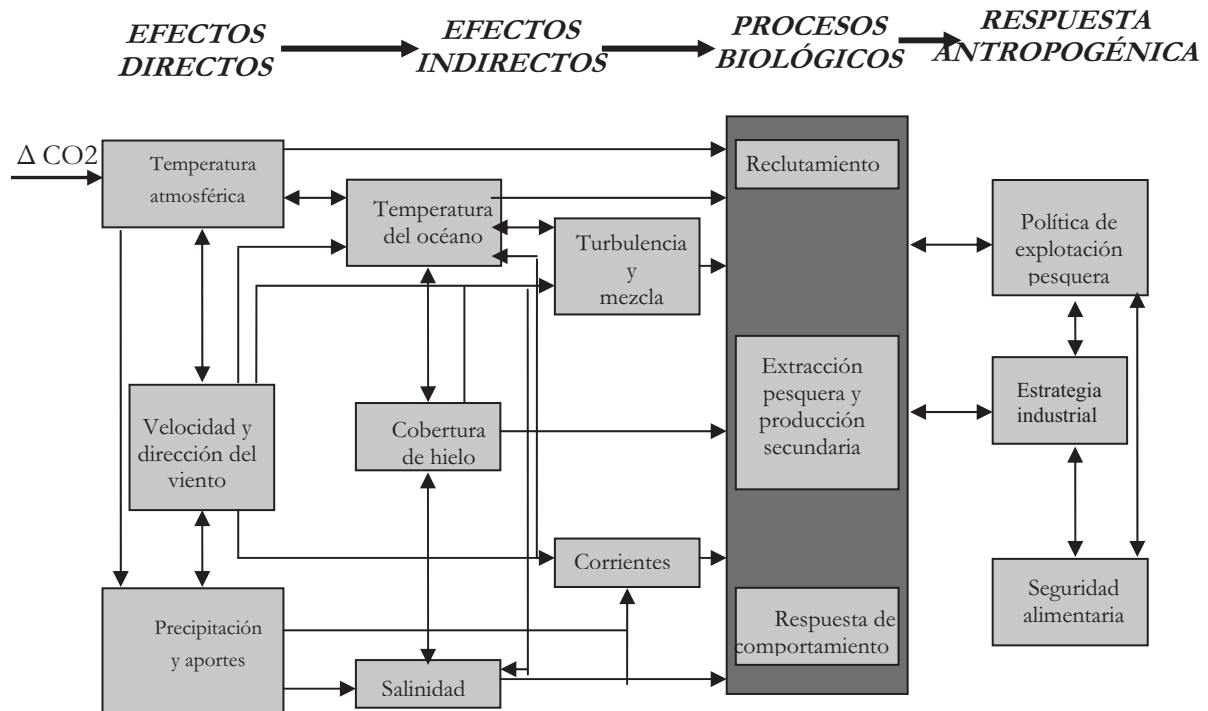 EFECTOS
DIRECTOS
EFECTOS
INDIRECTOS
PROCESOS
BIOLÓGICOS
RESPUESTA
ANTROPOGÉNICA
Δ CO2
Temperatura
atmosférica
Velocidad y
dirección del
viento
Precipitación
y aportes
Temperatura
del océano
Cobertura
de hielo
Salinidad
Turbulencia
y
mezcla
Corrientes
Reclutamiento
Extracción
pesquera y
producción
secundaria
Respuesta de
comportamiento
Política de
explotación
pesquera
Estrategia
industrial
Seguridad
alimentaria